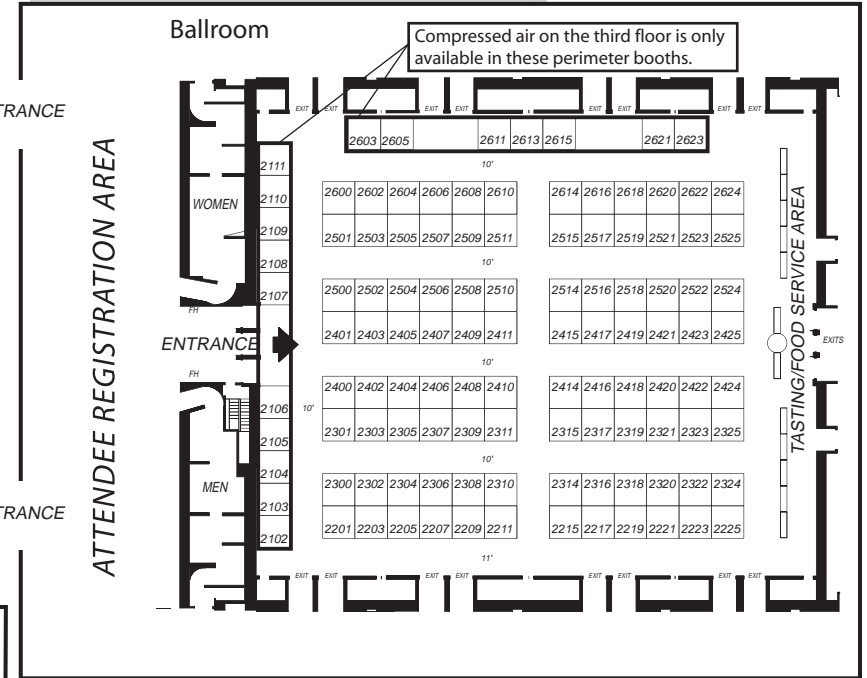 Ballroom
Compressed air on the third floor is only
available in these perimeter booths.
TRANCE
EXIT EXIT EXIT EXIT EXIT EXIT EXIT EXIT
2603 2605 2611 2613 2615 2621 2623
10'
2111
2110
2109
2108
2107
WOMEN
2600 2602 2604 2606 2608 2610 2614 2616 2618 2620 2622 2624
2501 2503 2505 2507 2509 2511 2515 2517 2519 2521 2523 2525
10'
2500 2502 2504 2506 2508 2510 2514 2516 2518 2520 2522 2524
FH
2401 2403 2405 2407 2409 2411 2415 2417 2419 2421 2423 2425
ENTRANCE
EXITS
10'
FH
2400 2402 2404 2406 2408 2410 2414 2416 2418 2420 2422 2424
2106
10'
2301 2303 2305 2307 2309 2311 2315 2317 2319 2321 2323 2325
2105
10'
2104
2103
2102
MEN
2300 2302 2304 2306 2308 2310 2314 2316 2318 2320 2322 2324
TRANCE
2201 2203 2205 2207 2209 2211 2215 2217 2219 2221 2223 2225
11'
EXIT EXIT EXIT EXIT EXIT EXIT EXIT EXIT
ATTENDEE REGISTRATION AREA
TASTING/FOOD SERVICE AREA